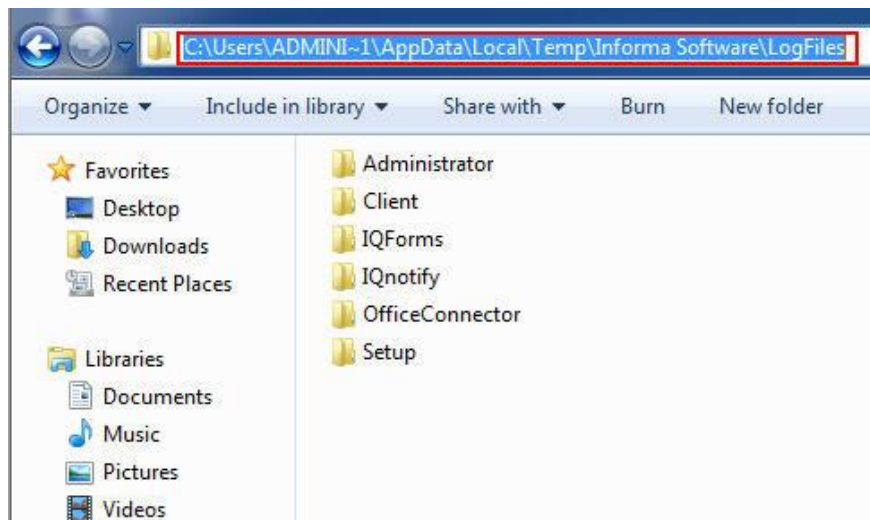 C:\Users\ADMINI~1\AppData\Local\Temp\Informa Software\LogFiles
Organize Include in library Share with Burn New folder
Favorites
Desktop
Downloads
Recent Places
Libraries
Documents
Music
Pictures
Videos
Administrator
Client
IQForms
IQnotify
OfficeConnector
Setup